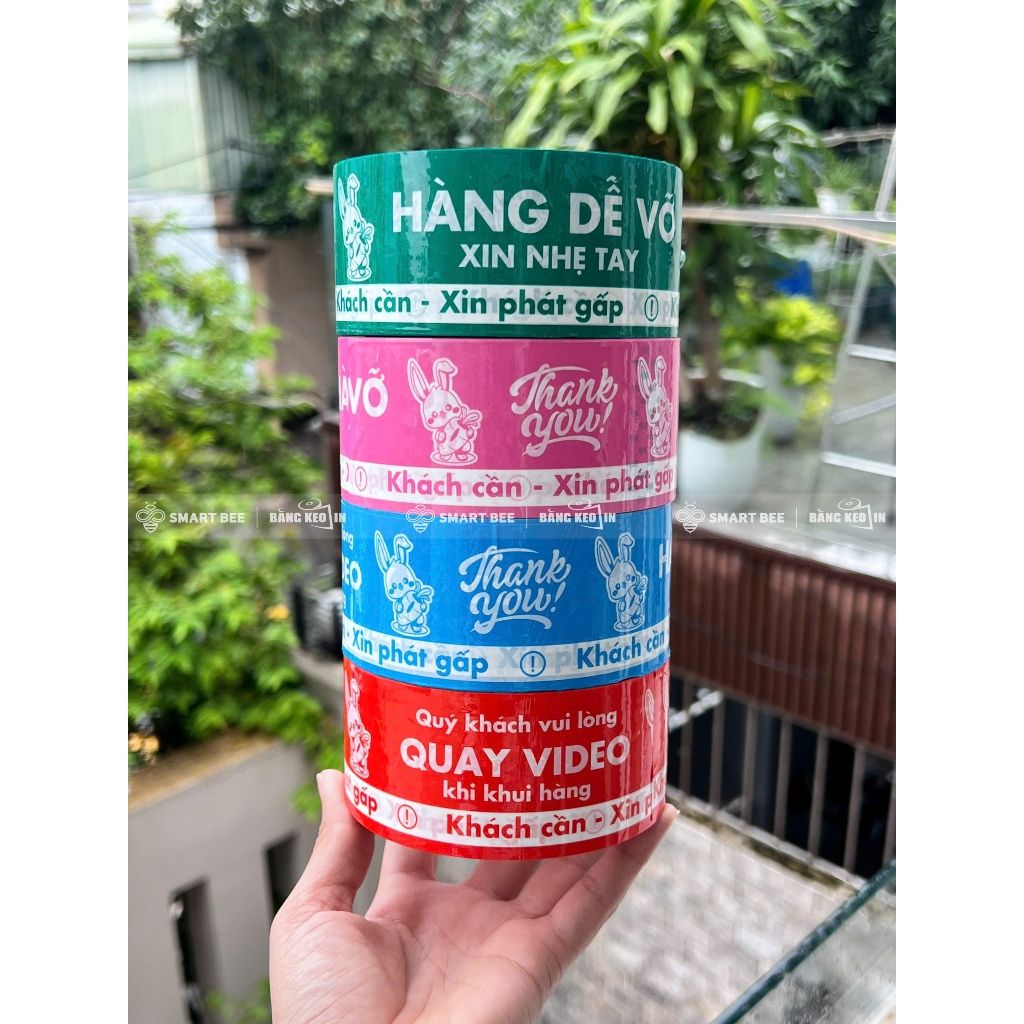 HÀNG DỄ VỠ
XIN NHẸ TAY
Khách cần - Xin phát gấp
VỠ
Thank
you!
Khách cần - Xin phát gấp
Thank
you!
- Xin phát gấp Khách cần
SMART BEE BĂNG KEO IN
SMART BEE BĂNG KEO IN
SMART BEE BĂNG KEO IN
Quý khách vui lòng
QUAY VIDEO
khi khui hàng
gấp Khách cần - Xin